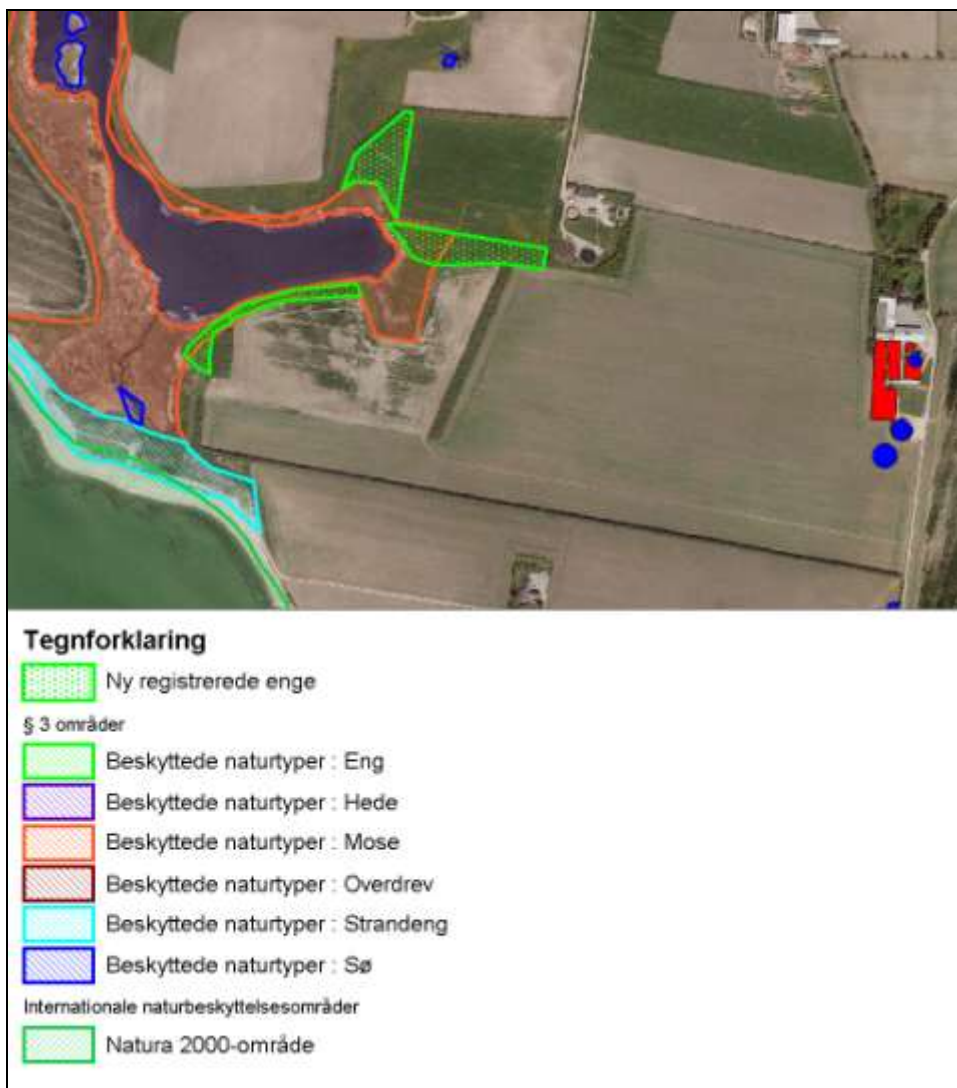 Tegnforklaring
Ny registrerede enge
§ 3 områder
Beskyttede naturtyper : Eng
Beskyttede naturtyper : Hede
Beskyttede naturtyper : Mose
Beskyttede naturtyper : Overdrev
Beskyttede naturtyper : Strandeng
Beskyttede naturtyper : Sø
Internationale naturbeskyttelsesområder
Natura 2000-område